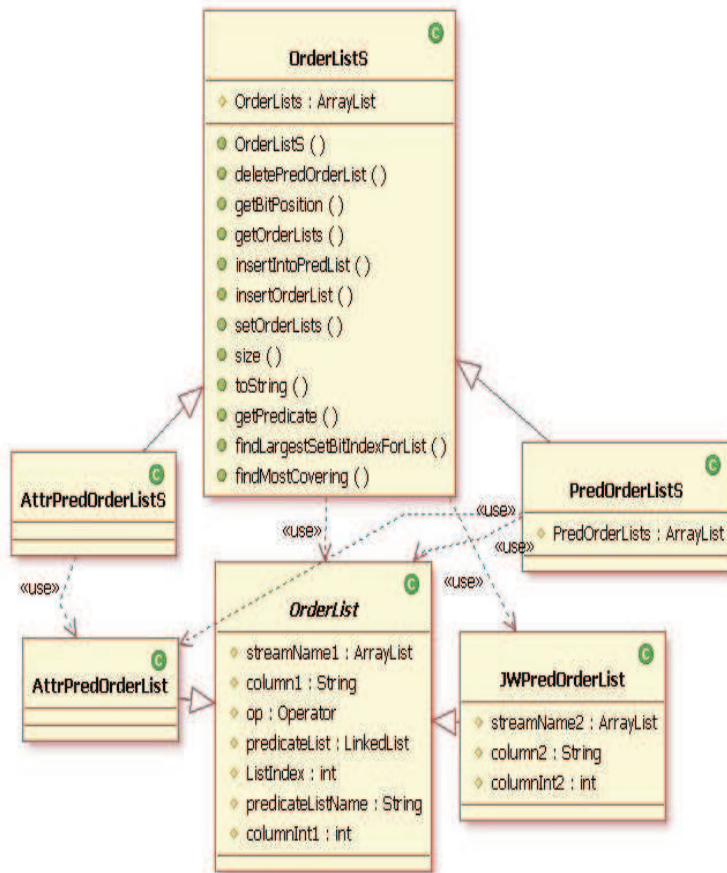 C
OrderListS
OrderLists : ArrayList
OrderListS ()
deletePredOrderList ()
getBitPosition ()
getOrderLists ()
insertIntoPredList ()
insertOrderList ()
setOrderLists ()
size ()
toString ()
getPredicate ()
findLargestSetBitIndexForList ()
findMostCovering ()
C
AttrPredOrderListS
C
PredOrderListS
PredOrderLists : ArrayList
«use»
«use»
«use»
«use»
C
AttrPredOrderList
C
OrderList
streamName1 : ArrayList
column1 : String
op : Operator
predicateList : LinkedList
ListIndex : int
predicateListName : String
columnInt1 : int
C
JWPredOrderList
streamName2 : ArrayList
column2 : String
columnInt2 : int